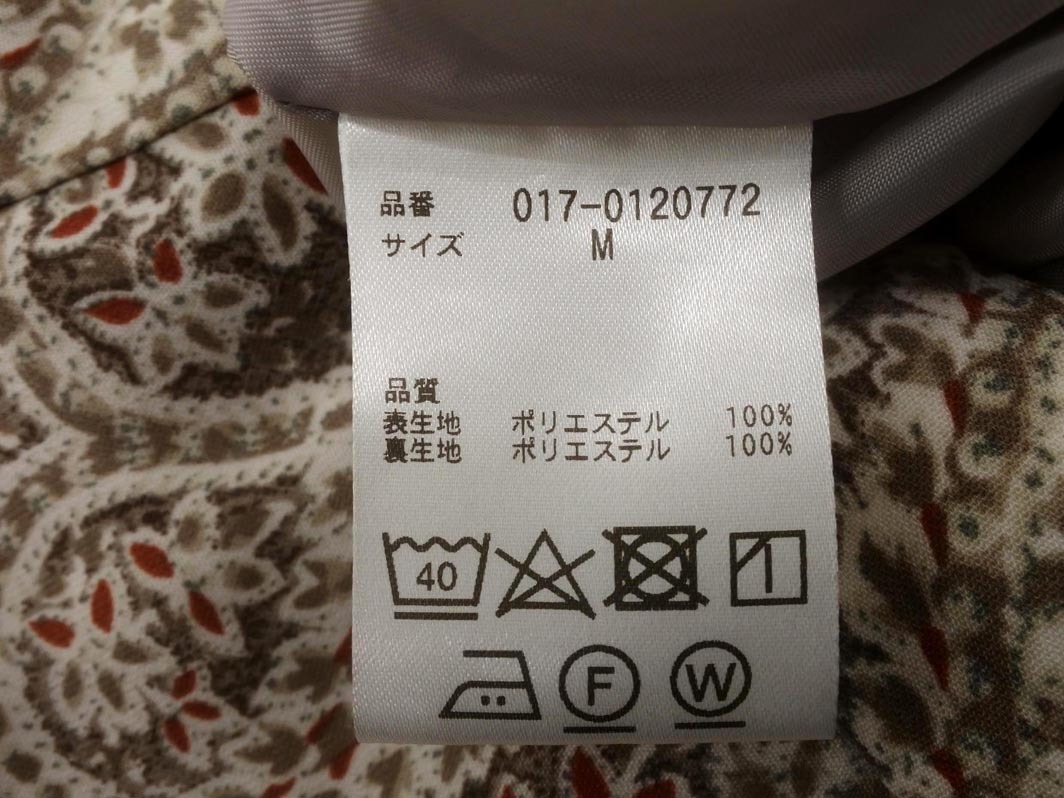 品番 017-0120772
サイズ M
品質
表生地 ポリエステル 100%
裏生地 ポリエステル 100%
40
F W